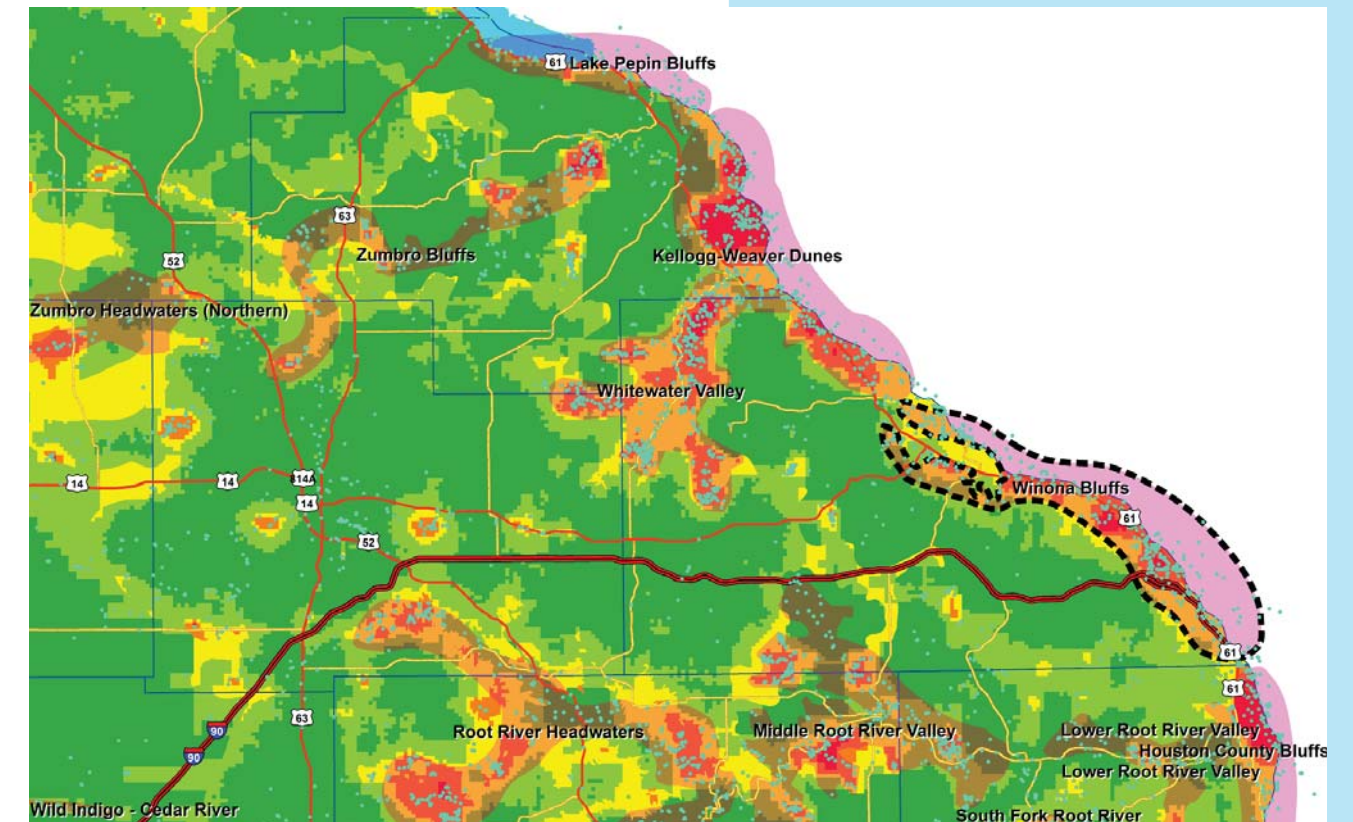 61 Lake Pepin Bluffs
63
Zumbro Bluffs
Kellogg-Weaver Dunes
52
Zumbro Headwaters (Northern)
Whitewater Valley
14
14
814A
14
Winona Bluffs
61
52
61
61
63
90
90
Root River Headwaters
Middle Root River Valley
Lower Root River Valley
Houston County Bluffs
Lower Root River Valley
Wild Indigo - Cedar River
South Fork Root River